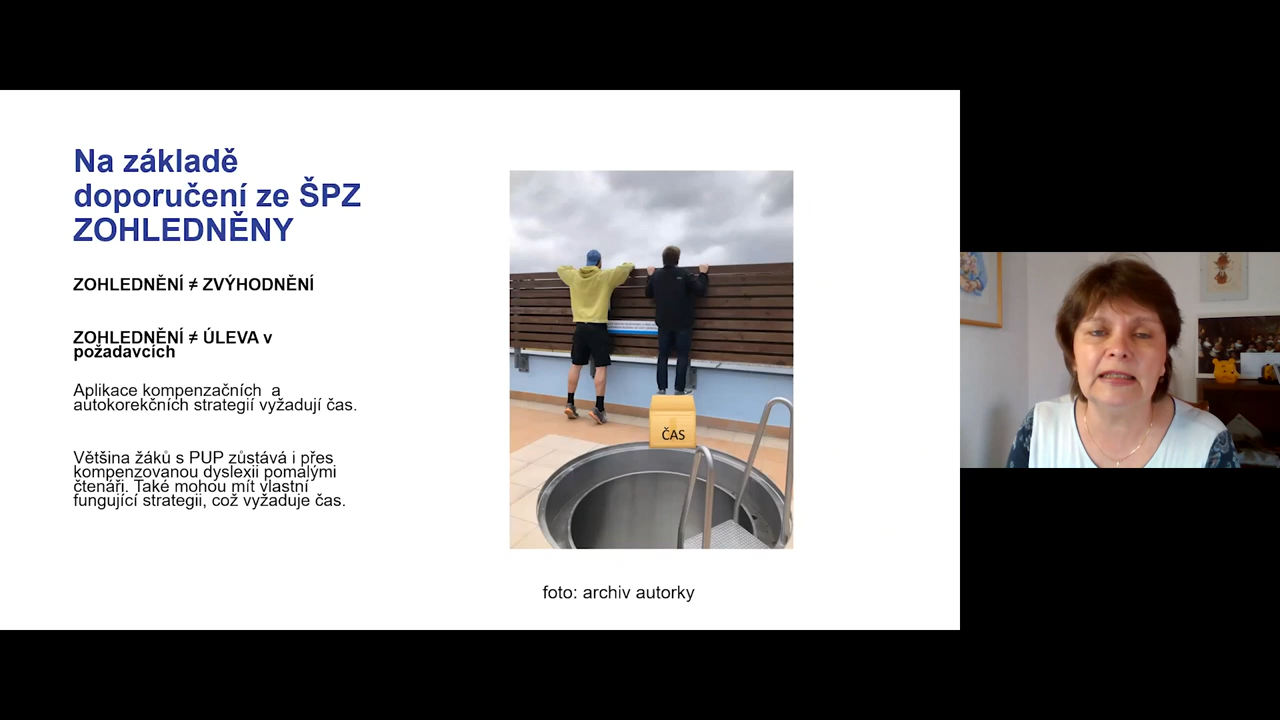 Na základě
doporučení ze ŠPZ
ZOHLEDNĚNY
ZOHLEDNĚNÍ ≠ ZVÝHODNĚNÍ
ZOHLEDNĚNÍ ≠ ÚLEVA v
požadavcích
Aplikace kompenzačních a
autokorekčních strategií vyžadují čas.
Většina žáků s PUP zůstává i přes
kompenzovanou dyslexii pomalými
čtenáři. Také mohou mít vlastní
fungující strategii, což vyžaduje čas.
ČAS
foto: archiv autorky